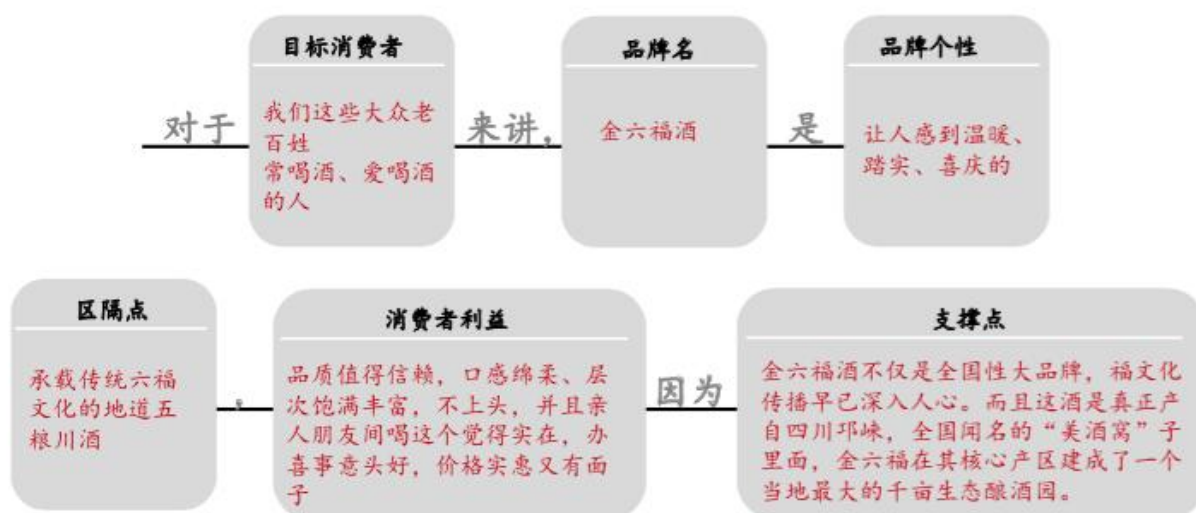 目标消费者
品牌名
品牌个性
对于
我们这些大众老
百姓
常喝酒、爱喝酒
的人
来讲，
金六福酒
是
让人感到温暖、
踏实、喜庆的
区隔点
消费者利益
支撑点
承载传统六福
文化的地道五
粮川酒
，
品质值得信赖，口感绵柔、层
次饱满丰富，不上头，并且亲
人朋友间喝这个觉得实在，办
喜事意头好，价格实惠又有面
子
因为
金六福酒不仅是全国性大品牌，福文化
传播早已深入人心。而且这酒是真正产
自四川邛崃，全国闻名的“美酒窝”子
里面，金六福在其核心产区建成了一个
当地最大的千亩生态酿酒园。